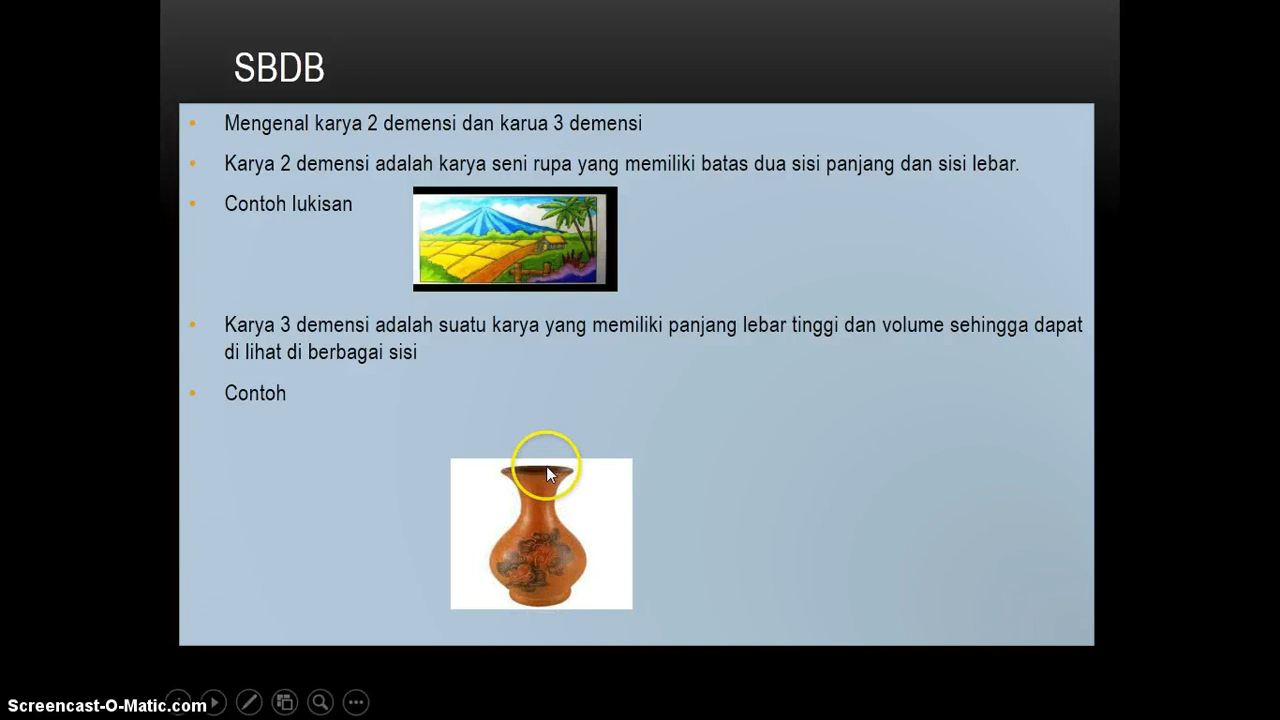 SBDB
Mengenal karya 2 demensi dan karua 3 demensi
Karya 2 demensi adalah karya seni rupa yang memiliki batas dua sisi panjang dan sisi lebar.
Contoh lukisan
Karya 3 demensi adalah suatu karya yang memiliki panjang lebar tinggi dan volume sehingga dapat
di lihat di berbagai sisi
Contoh
Screencast-O-Matic.com